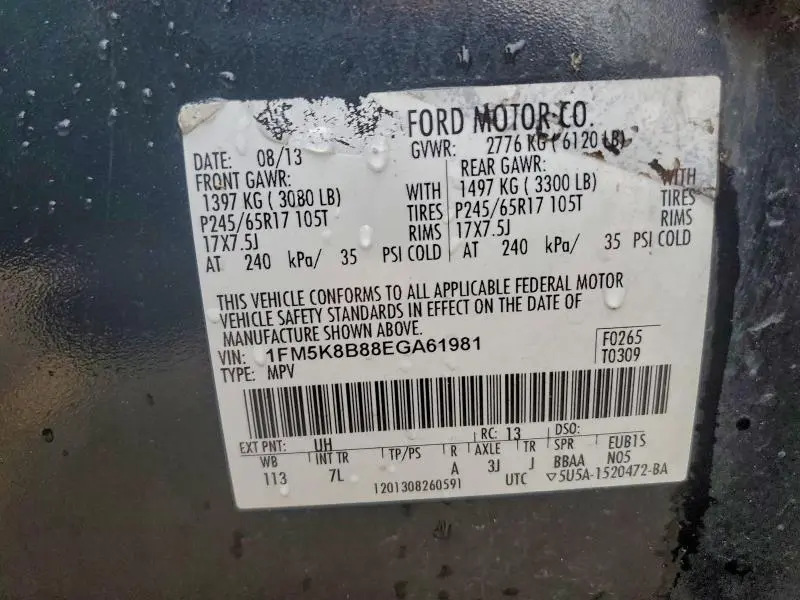 FORD MOTOR CO.
DATE: 08/13 GVWR: 2776 KG ( 6120 LB)
FRONT GAWR: REAR GAWR:
1397 KG ( 3080 LB) WITH 1497 KG ( 3300 LB) WITH
P245/65R17 105T TIRES P245/65R17 105T TIRES
17X7.5J RIMS 17X7.5J RIMS
AT 240 kPa/ 35 PSI COLD AT 240 kPa/ 35 PSI COLD
THIS VEHICLE CONFORMS TO ALL APPLICABLE FEDERAL MOTOR
VEHICLE SAFETY STANDARDS IN EFFECT ON THE DATE OF
MANUFACTURE SHOWN ABOVE.
VIN: 1FM5K8B88EGA61981 F0265
TYPE: MPV T0309
EXT PNT: UH RC: 13 DSO:
WB INT TR TP/PS R AXLE TR SPR EUB1S
113 7L A 3J J BBAA N05
1201308260591 UTC ▽5U5A-1520472-BA